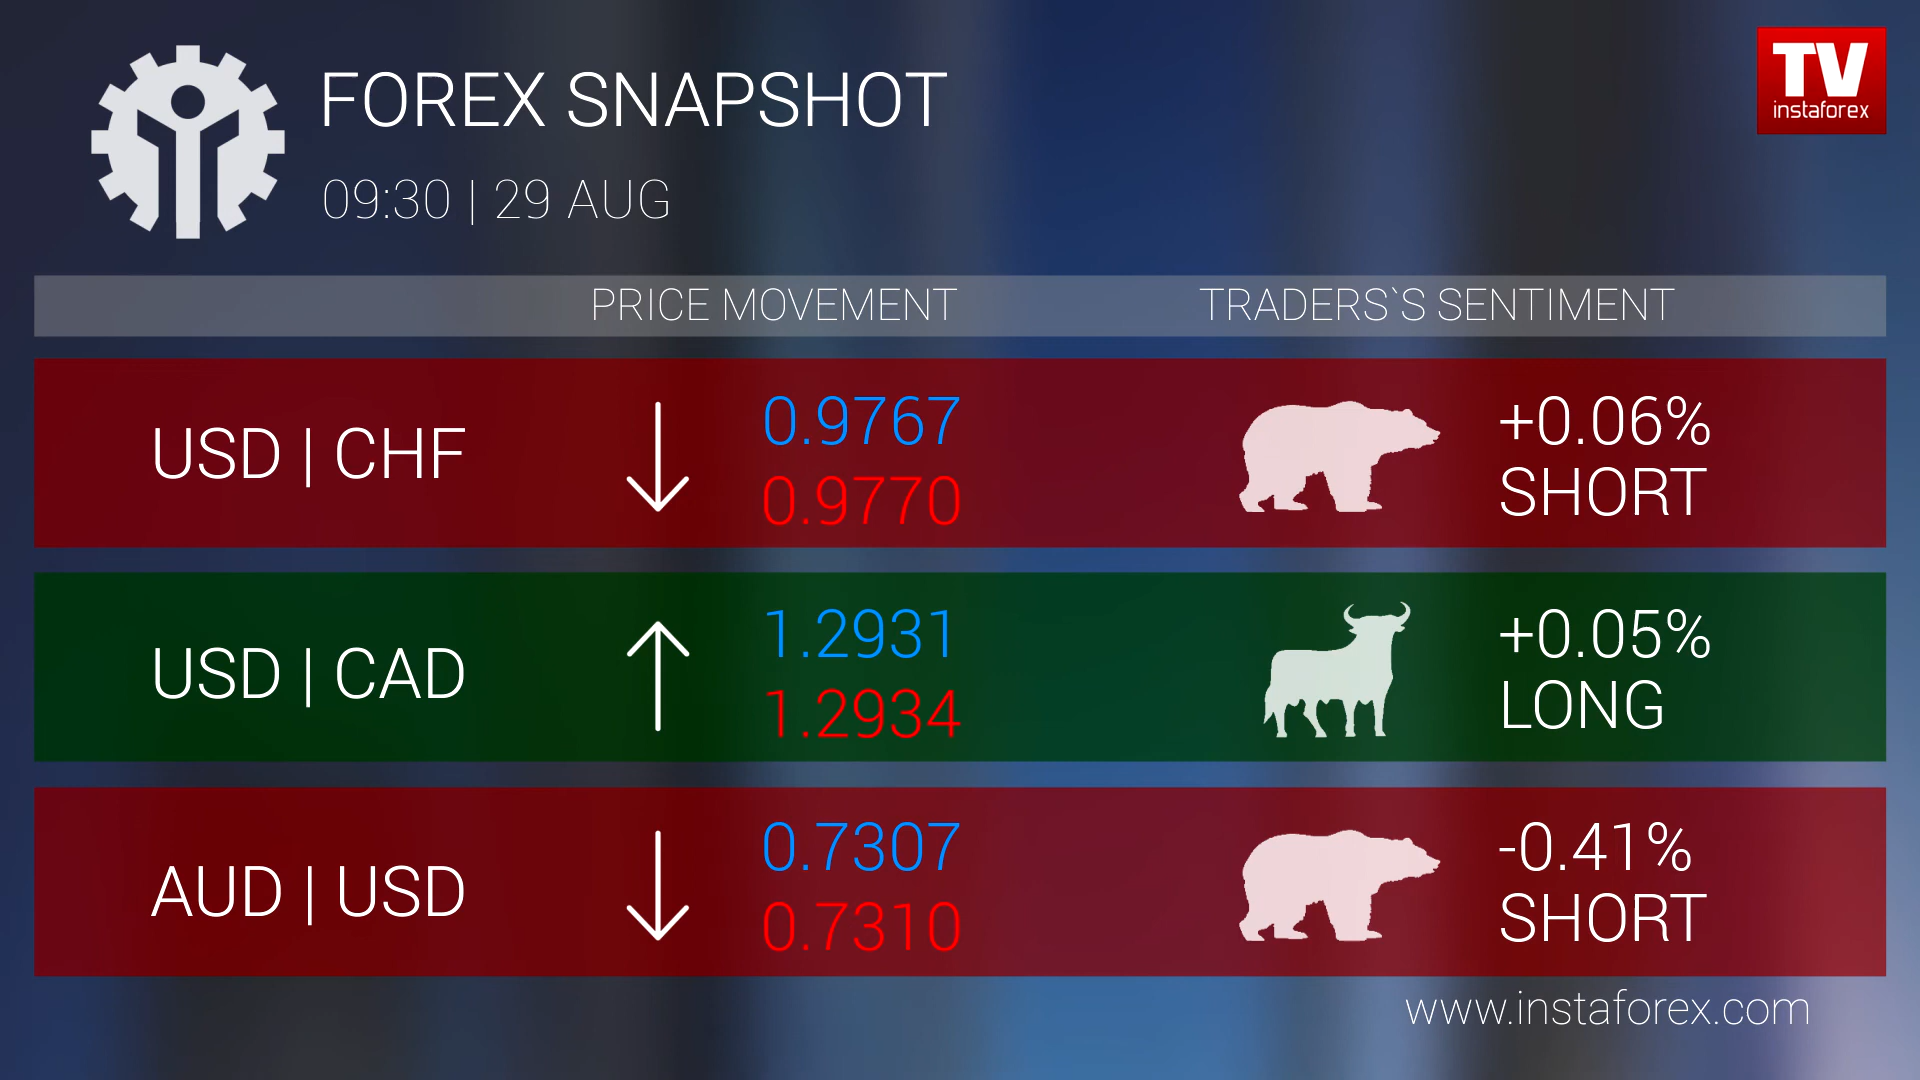 FOREX SNAPSHOT
09:30 | 29 AUG
TV
instaforex
PRICE MOVEMENT TRADERS`S SENTIMENT
USD | CHF
0.9767
0.9770
+0.06%
SHORT
USD | CAD
1.2931
1.2934
+0.05%
LONG
AUD | USD
0.7307
0.7310
-0.41%
SHORT
www.instaforex.com